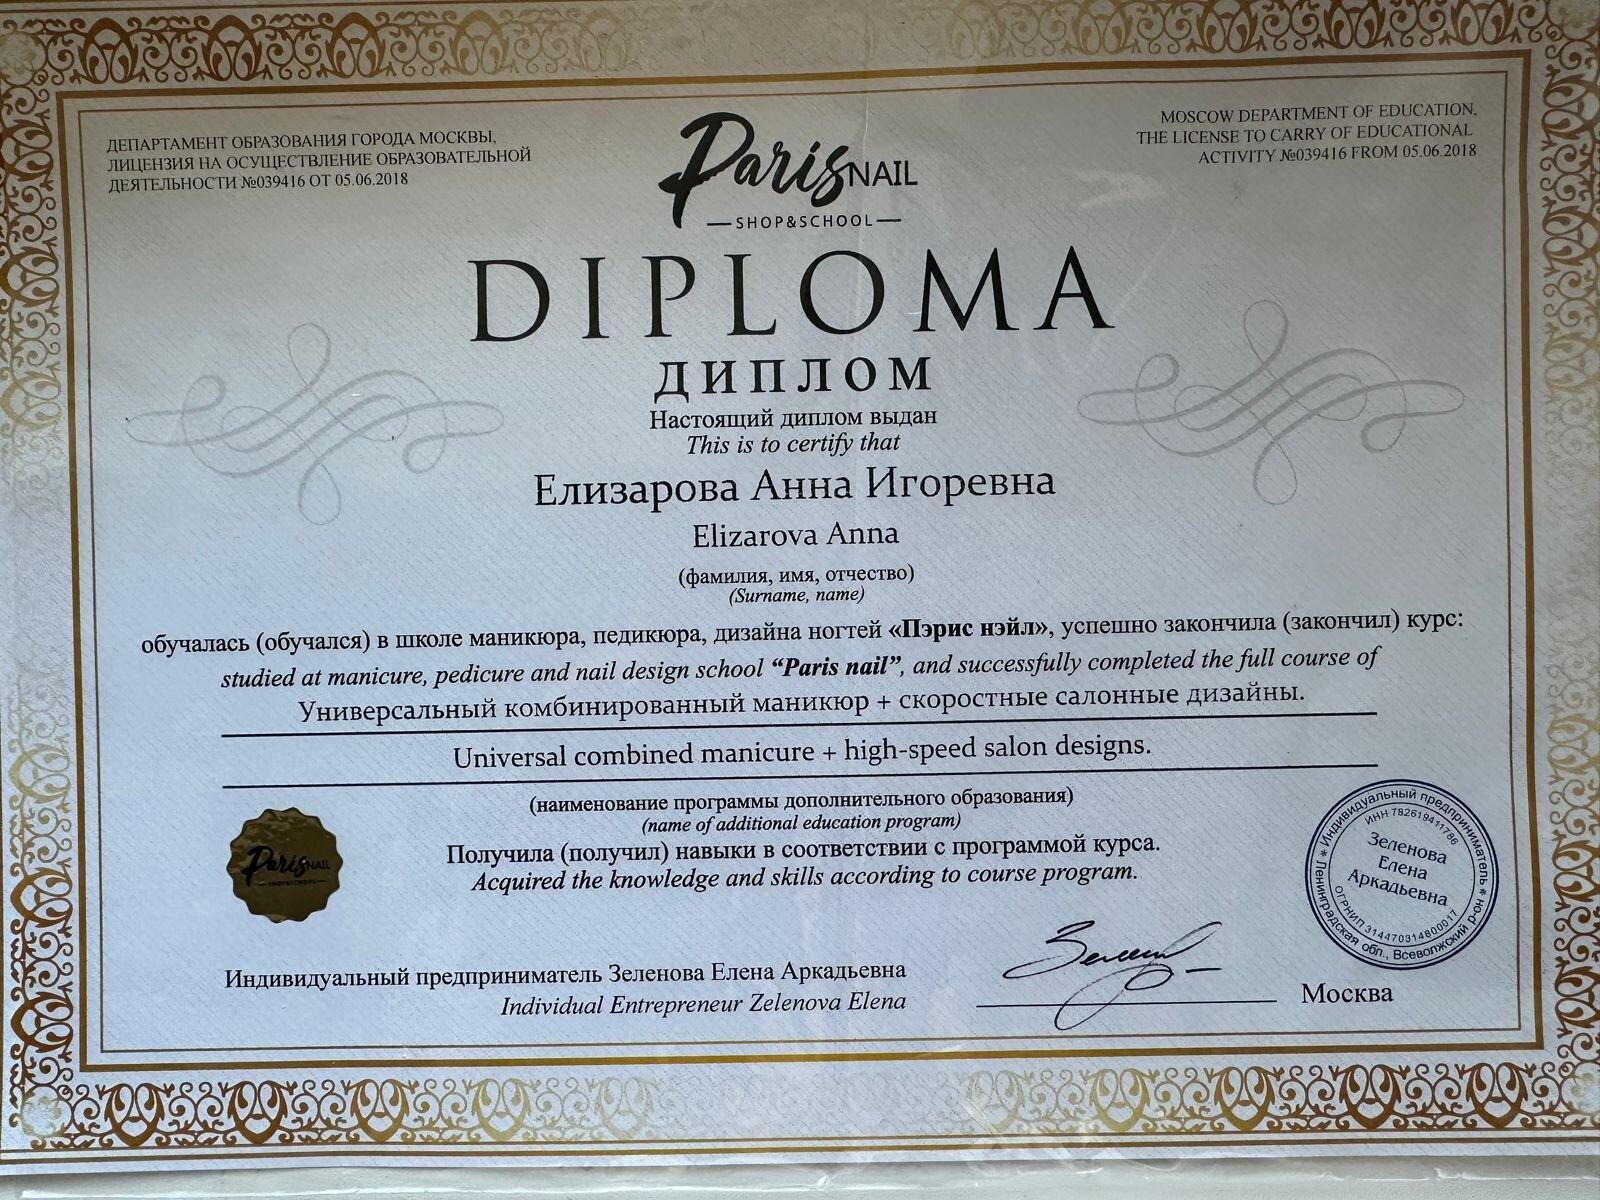 ДЕПАРТАМЕНТ ОБРАЗОВАНИЯ ГОРОДА МОСКВЫ,
ЛИЦЕНЗИЯ НА ОСУЩЕСТВЛЕНИЕ ОБРАЗОВАТЕЛЬНОЙ
ДЕЯТЕЛЬНОСТИ №039416 ОТ 05.06.2018
Paris NAIL
SHOP&SCHOOL
MOSCOW DEPARTMENT OF EDUCATION,
THE LICENSE TO CARRY OF EDUCATIONAL
ACTIVITY №039416 FROM 05.06.2018
DIPLOMA
ДИПЛОМ
Настоящий диплом выдан
This is to certify that
Елизарова Анна Игоревна
Elizarova Anna
(фамилия, имя, отчество)
(Surname, name)
обучалась (обучался) в школе маникюра, педикюра, дизайна ногтей «Пэрис нэйл», успешно закончила (закончил) курс:
studied at manicure, pedicure and nail design school “Paris nail”, and successfully completed the full course of
Универсальный комбинированный маникюр + скоростные салонные дизайны.
Universal combined manicure + high-speed salon designs.
(наименование программы дополнительного образования)
(name of additional education program)
Получила (получил) навыки в соответствии с программой курса.
Acquired the knowledge and skills according to course program.
Paris NAIL
SHOP&SCHOOL
Индивидуальный предприниматель
Ленинградская обл., Всеволжский р-он
ИНН 782619411786
Зеленова
Елена
Аркадьевна
ОГРНИП 314470314800017
Индивидуальный предприниматель Зеленова Елена Аркадьевна
Individual Entrepreneur Zelenova Elena
Москва